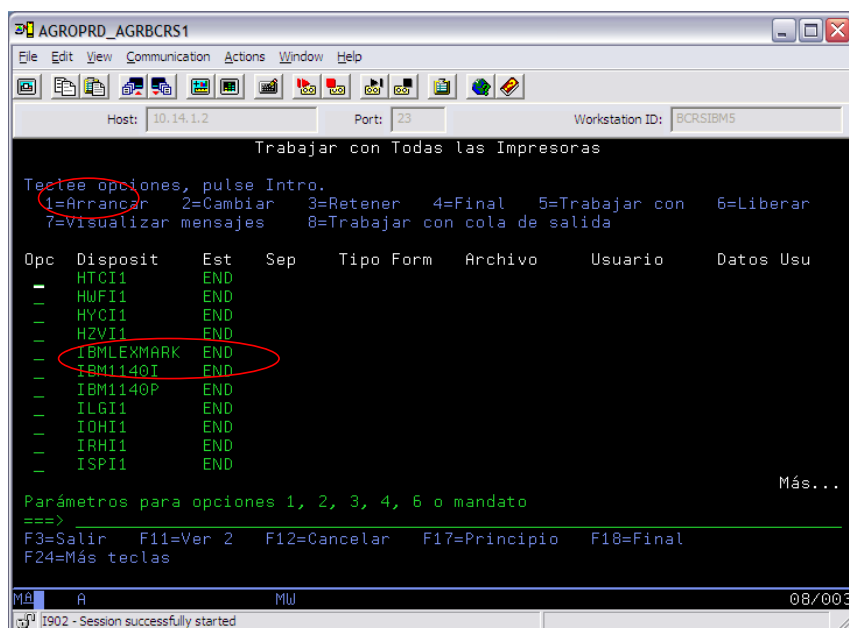 AGROPRD_AGRBCRS1
File Edit View Communication Actions Window Help
Host: 10.14.1.2 Port: 23 Workstation ID: BCRSIBM5
Trabajar con Todas las Impresoras
Teclee opciones, pulse Intro.
1=Arrancar 2=Cambiar 3=Retener 4=Final 5=Trabajar con 6=Liberar
7=Visualizar mensajes 8=Trabajar con cola de salida
Opc Disposit Est Sep Tipo Form Archivo Usuario Datos Usu
_ HTCI1 END
_ HWFI1 END
_ HYCI1 END
_ HZVI1 END
_ IBMLEXMARK END
_ IBM1140I END
_ IBM1140P END
_ ILGI1 END
_ IOHI1 END
_ IRHI1 END
_ ISPI1 END
Más...
Parámetros para opciones 1, 2, 3, 4, 6 o mandato
===>
F3=Salir F11=Ver 2 F12=Cancelar F17=Principio F18=Final
F24=Más teclas
MA A MW 08/003
I902 - Session successfully started